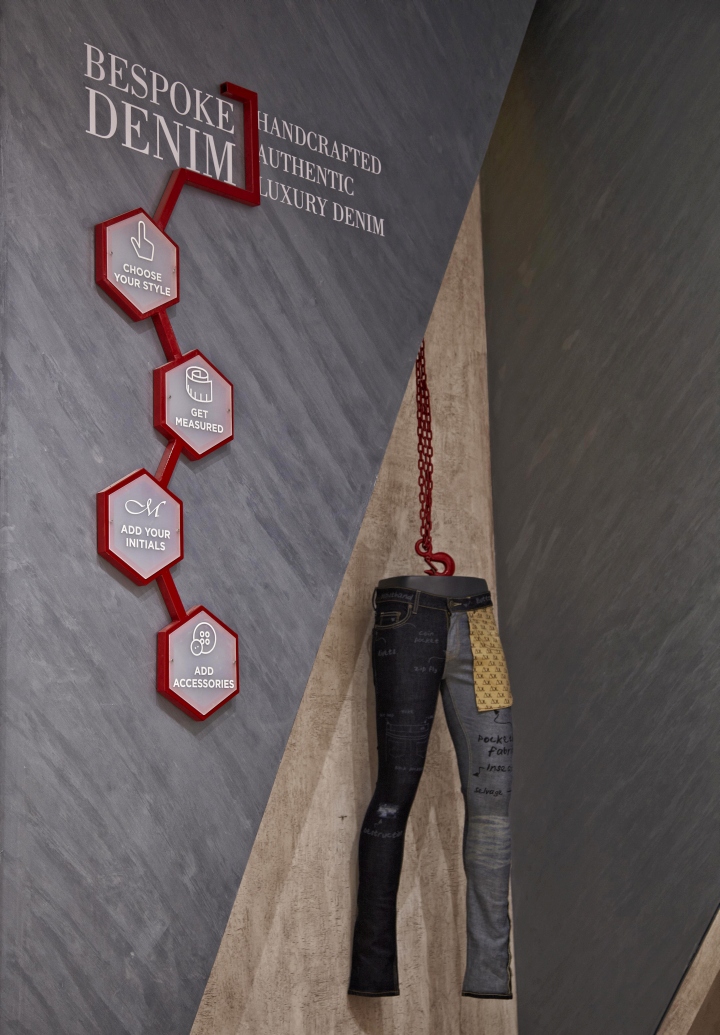 BESPOKE
DENIM
HANDCRAFTED
AUTHENTIC
LUXURY DENIM
CHOOSE
YOUR STYLE
GET
MEASURED
M
ADD YOUR
INITIALS
ADD
ACCESSORIES